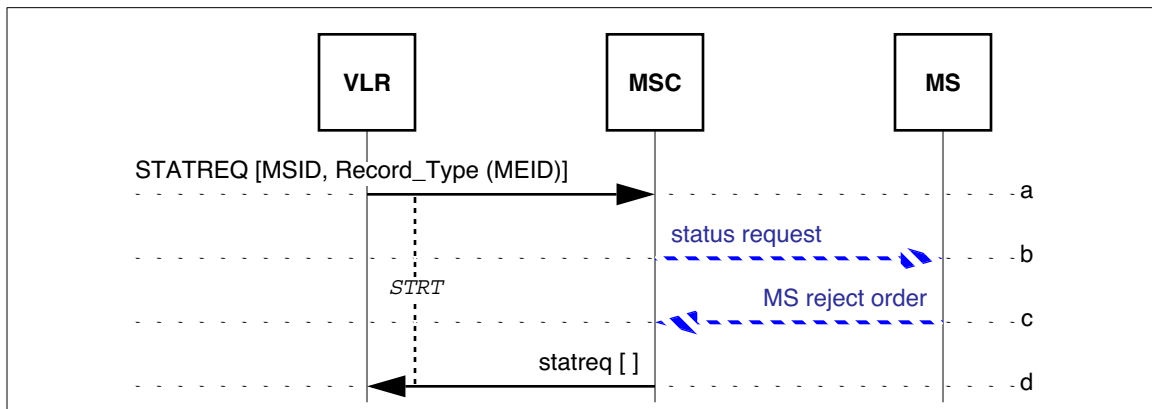 VLR MSC MS
STATREQ [MSID, Record_Type (MEID)]
a
status request
b
STRT
MS reject order
c
statreq [ ]
d